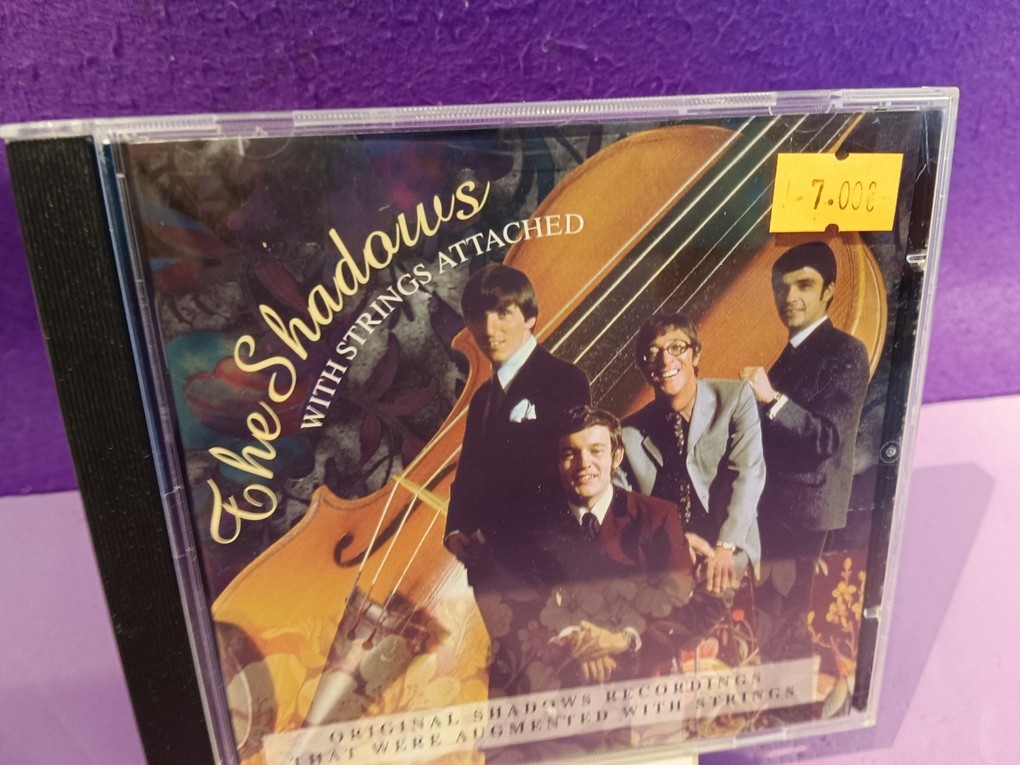 The Shadows
WITH STRINGS ATTACHED
7.00€
ORIGINAL SHADOWS RECORDINGS
THAT WERE AUGMENTED WITH STRINGS